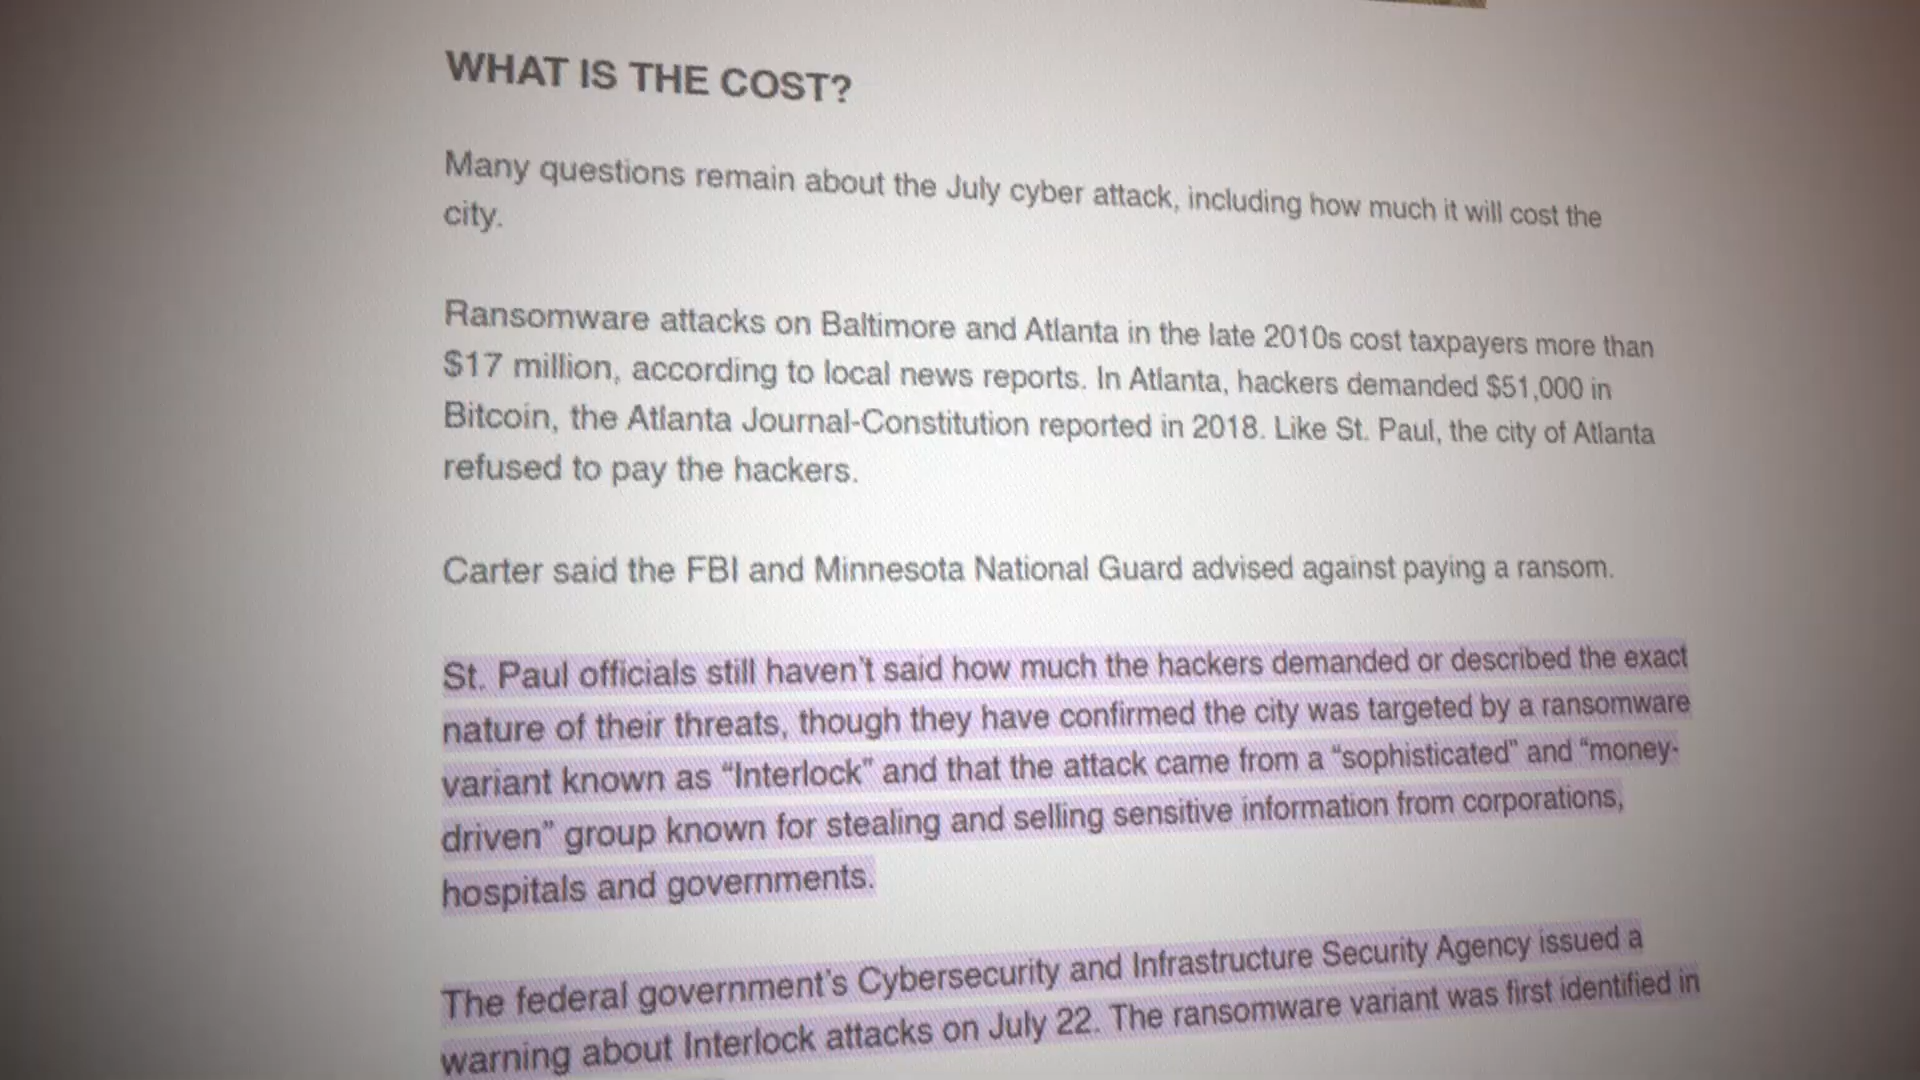 WHAT IS THE COST?
Many questions remain about the July cyber attack, including how much it will cost the
city.
Ransomware attacks on Baltimore and Atlanta in the late 2010s cost taxpayers more than
$17 million, according to local news reports. In Atlanta, hackers demanded $51,000 in
Bitcoin, the Atlanta Journal-Constitution reported in 2018. Like St. Paul, the city of Atlanta
refused to pay the hackers.
Carter said the FBI and Minnesota National Guard advised against paying a ransom.
St. Paul officials still haven’t said how much the hackers demanded or described the exact
nature of their threats, though they have confirmed the city was targeted by a ransomware
variant known as “Interlock” and that the attack came from a “sophisticated” and “money-
driven” group known for stealing and selling sensitive information from corporations,
hospitals and governments.
The federal government’s Cybersecurity and Infrastructure Security Agency issued a
warning about Interlock attacks on July 22. The ransomware variant was first identified in